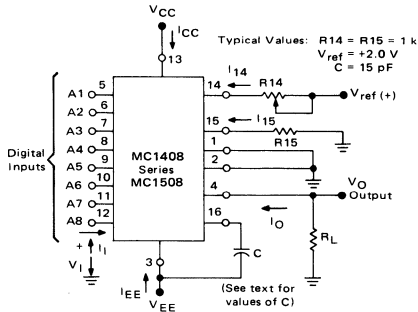 VCC
ICC
Typical Values: R14 = R15 = 1 k
Vref = +2.0 V
C = 15 pF
13
I14
R14
14
Vref (+)
A1 5
A2 6
A3 7
A4 8
A5 9
A6 10
A7 11
A8 12
Digital
Inputs
MC1408
Series
MC1508
15
I15
R15
1
2
4
VO
Output
16
IO
C
RL
(See text for
values of C)
+
II
VI
3
IEE
VEE